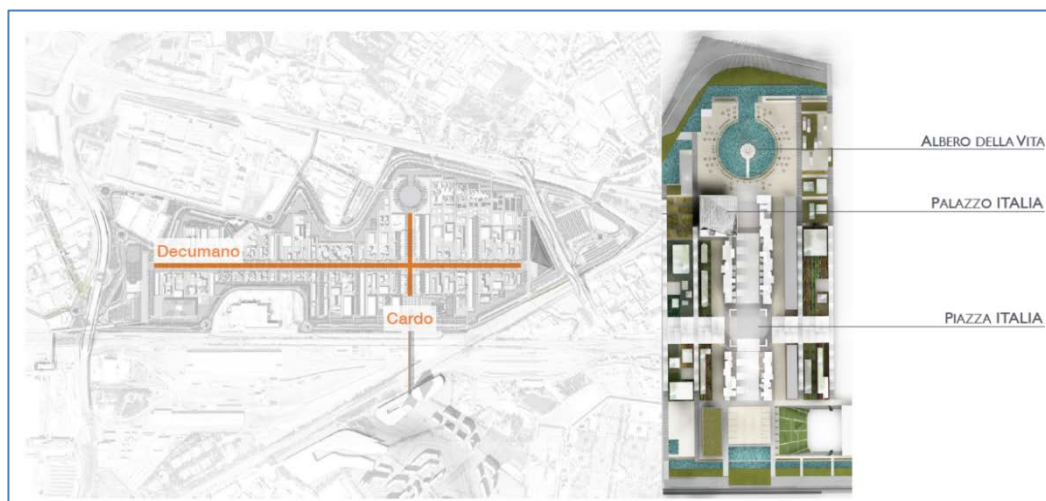 Decumano
Cardo
ALBERO DELLA VITA
PALAZZO ITALIA
PIAZZA ITALIA